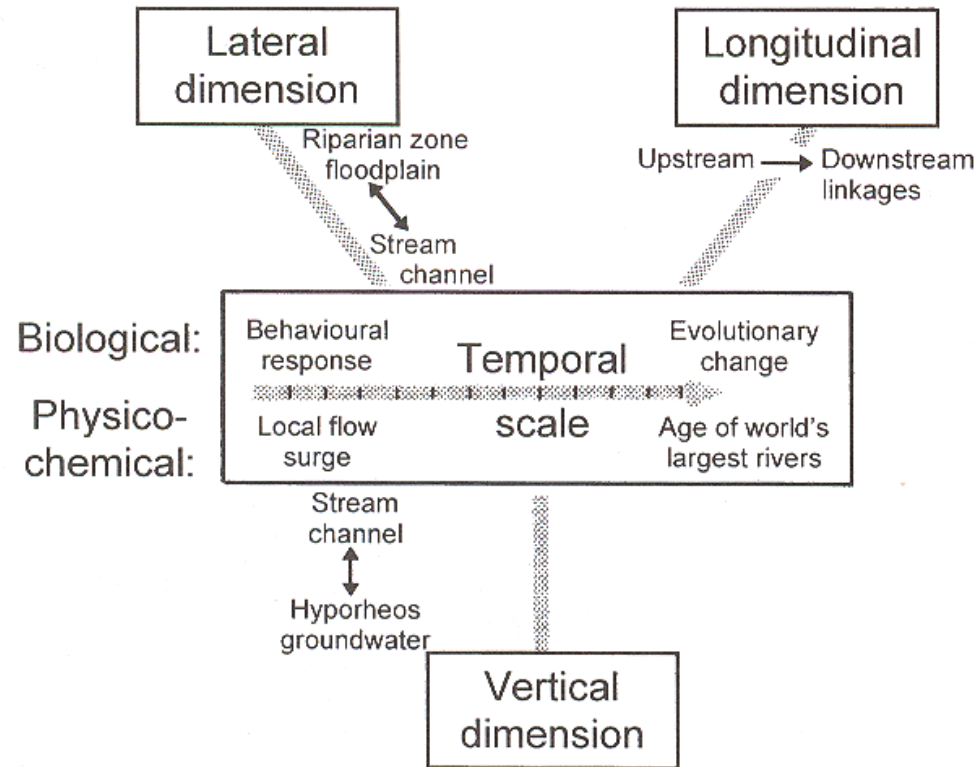 Lateral
dimension
Longitudinal
dimension
Riparian zone
floodplain
Stream
channel
Upstream
Downstream
linkages
Biological:
Physico-
chemical:
Behavioural
response
Temporal
scale
Evolutionary
change
Local flow
surge
Age of world's
largest rivers
Stream
channel
Hyporheos
groundwater
Vertical
dimension